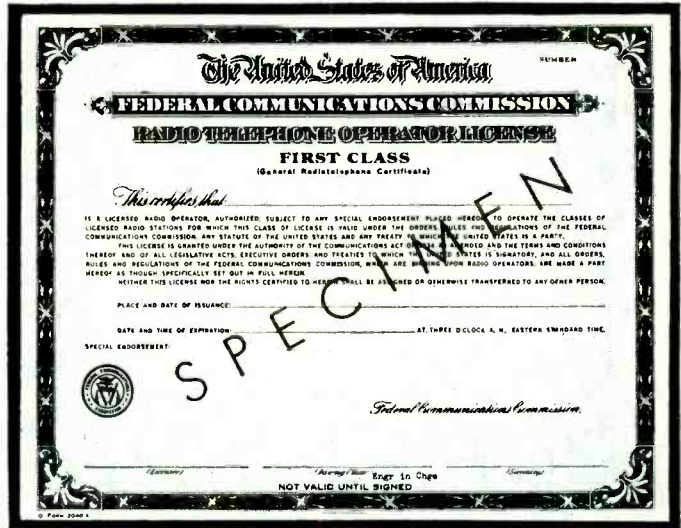 The United States of America
NUMBER
FEDERAL COMMUNICATIONS COMMISSION
RADIO TELEPHONE OPERATOR LICENSE
FIRST CLASS
(General Radiotelephone Certificate)
This certifies that
IS A LICENSED RADIO OPERATOR, AUTHORIZED, SUBJECT TO ANY SPECIAL ENDORSEMENT PLACED HEREON, TO OPERATE THE CLASSES OF
LICENSED RADIO STATIONS FOR WHICH THIS CLASS OF LICENSE IS VALID UNDER THE ORDERS, RULES AND REGULATIONS OF THE FEDERAL
COMMUNICATIONS COMMISSION, ANY STATUTE OF THE UNITED STATES AND ANY TREATY TO WHICH THE UNITED STATES IS A PARTY.
THIS LICENSE IS GRANTED UNDER THE AUTHORITY OF THE COMMUNICATIONS ACT OF AMENDED AND THE TERMS AND CONDITIONS
THEREOF AND OF ALL LEGISLATIVE ACTS, EXECUTIVE ORDERS AND TREATIES TO WHICH THE UNITED STATES IS SIGNATORY, AND ALL ORDERS,
RULES AND REGULATIONS OF THE FEDERAL COMMUNICATIONS COMMISSION, WHICH ARE BINDING UPON RADIO OPERATORS, ARE MADE A PART
HEREOF AS THOUGH SPECIFICALLY SET OUT IN FULL HEREIN.
NEITHER THIS LICENSE NOR THE RIGHTS CERTIFIED TO HEREIN SHALL BE ASSIGNED OR OTHERWISE TRANSFERRED TO ANY OTHER PERSON.
PLACE AND DATE OF ISSUANCE:
DATE AND TIME OF EXPIRATION: AT THREE O'CLOCK A. M., EASTERN STANDARD TIME.
SPECIAL ENDORSEMENT:
SPECIMEN
Federal Communications Commission.
Engr in Chge
(Secretary)
NOT VALID UNTIL SIGNED